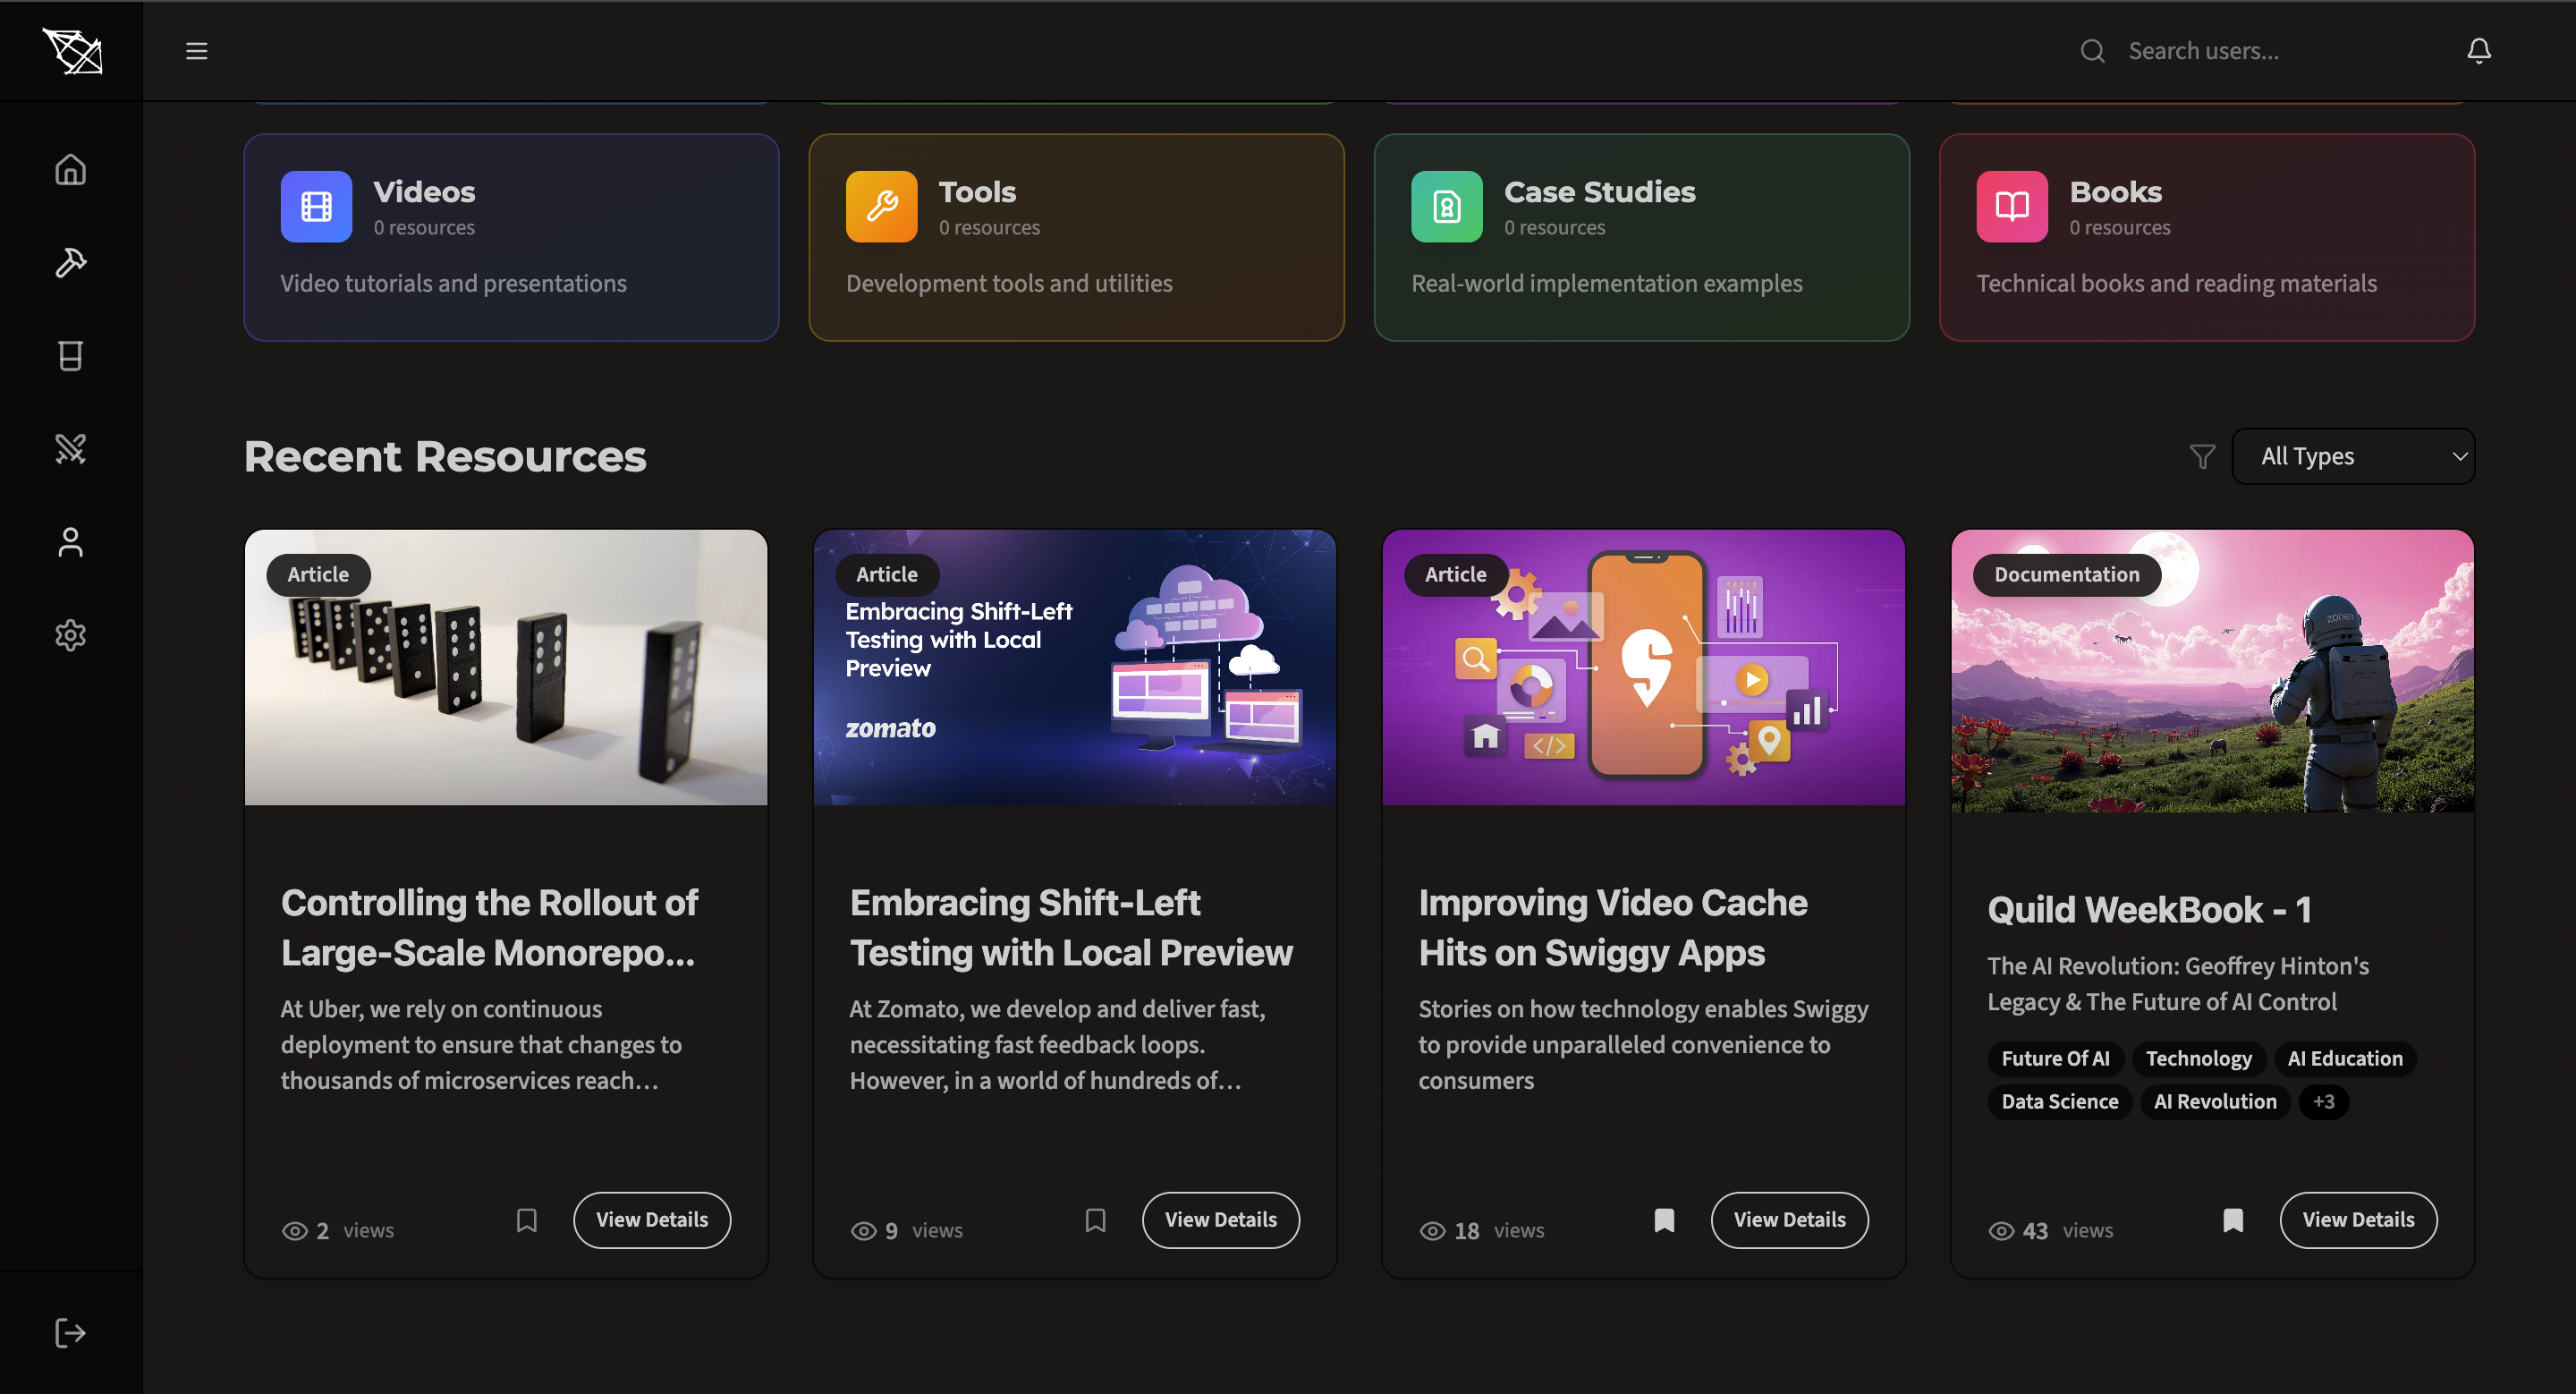 Search users...
Videos
0 resources
Video tutorials and presentations
Tools
0 resources
Development tools and utilities
Case Studies
0 resources
Real-world implementation examples
Books
0 resources
Technical books and reading materials
Recent Resources
All Types
Article
Controlling the Rollout of
Large-Scale Monorepo...
At Uber, we rely on continuous
deployment to ensure that changes to
thousands of microservices reach...
2 views
View Details
Article
Embracing Shift-Left
Testing with Local
Preview
zomato
Embracing Shift-Left
Testing with Local Preview
At Zomato, we develop and deliver fast,
necessitating fast feedback loops.
However, in a world of hundreds of...
9 views
View Details
Article
</>
Improving Video Cache
Hits on Swiggy Apps
Stories on how technology enables Swiggy
to provide unparalleled convenience to
consumers
18 views
View Details
Documentation
Quild WeekBook - 1
The AI Revolution: Geoffrey Hinton's
Legacy & The Future of AI Control
Future Of AI Technology AI Education
Data Science AI Revolution +3
43 views
View Details